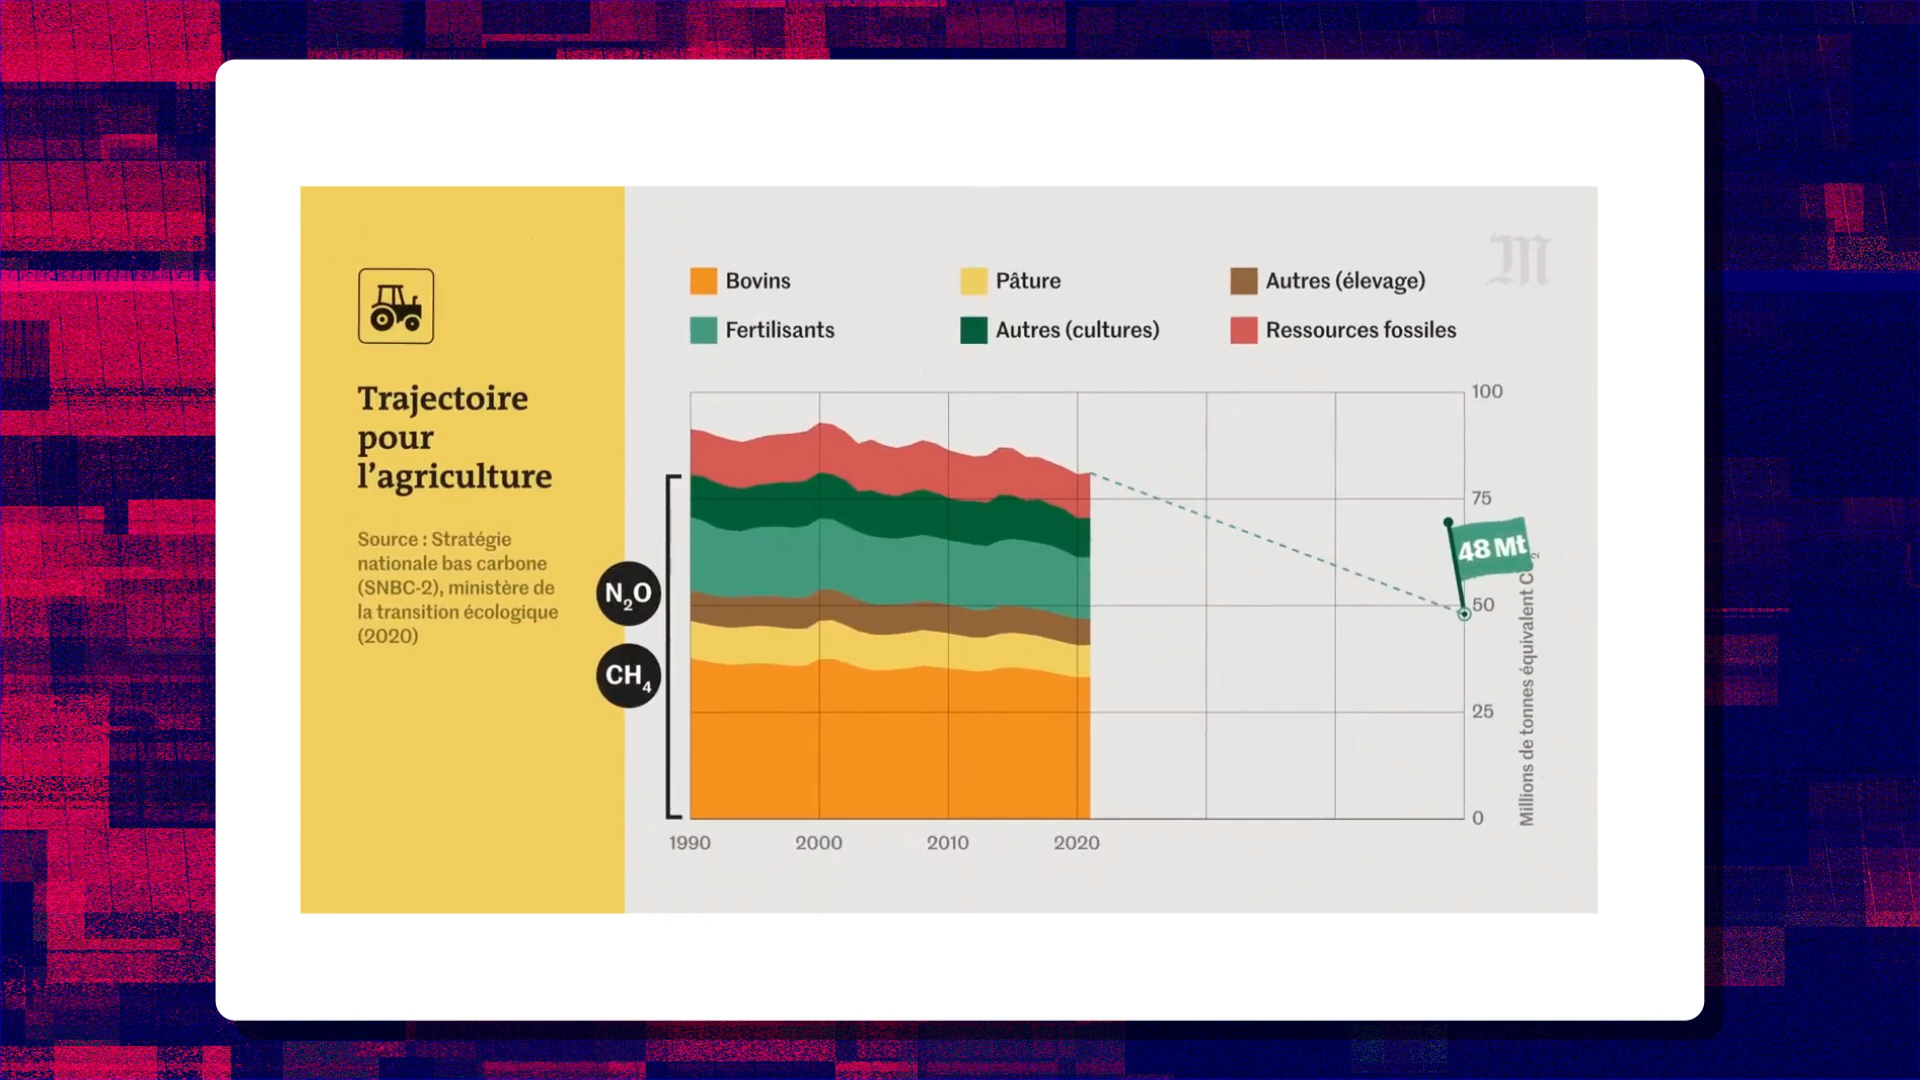 Trajectoire
pour
l’agriculture
Source : Stratégie
nationale bas carbone
(SNBC-2), ministère de
la transition écologique
(2020)
M
Bovins
Pâture
Autres (élevage)
Fertilisants
Autres (cultures)
Ressources fossiles
N2O
CH4
100
75
50
25
0
48 Mt
Millions de tonnes équivalent C 2
1990
2000
2010
2020